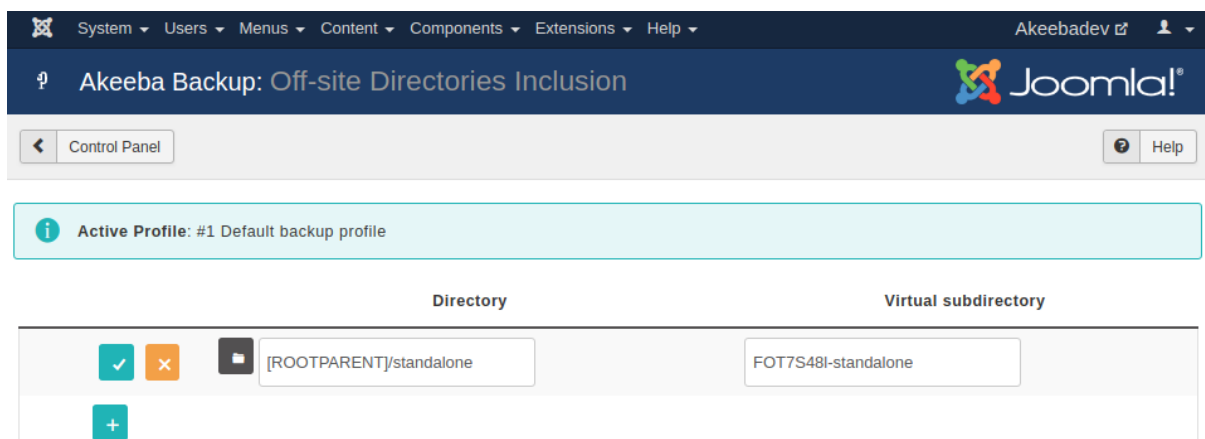 System Users Menus Content Components Extensions Help Akeebadev
Akeeba Backup: Off-site Directories Inclusion Joomla!®
Control Panel Help
Active Profile: #1 Default backup profile
Directory Virtual subdirectory
[ROOTPARENT]/standalone FOT7S48I-standalone